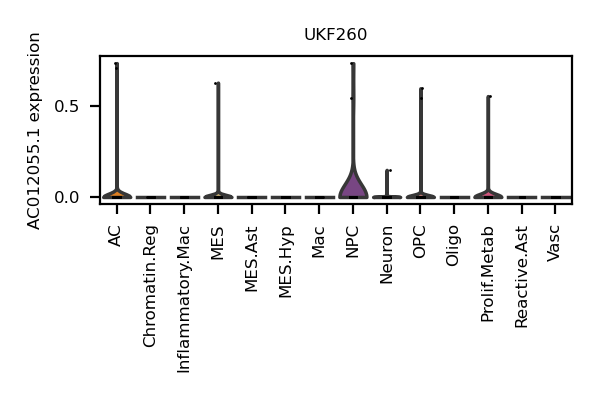 UKF260
AC012055.1 expression
0.5
0.0
AC
Chromatin.Reg
Inflammatory.Mac
MES
MES.Ast
MES.Hyp
Mac
NPC
Neuron
OPC
Oligo
Prolif.Metab
Reactive.Ast
Vasc